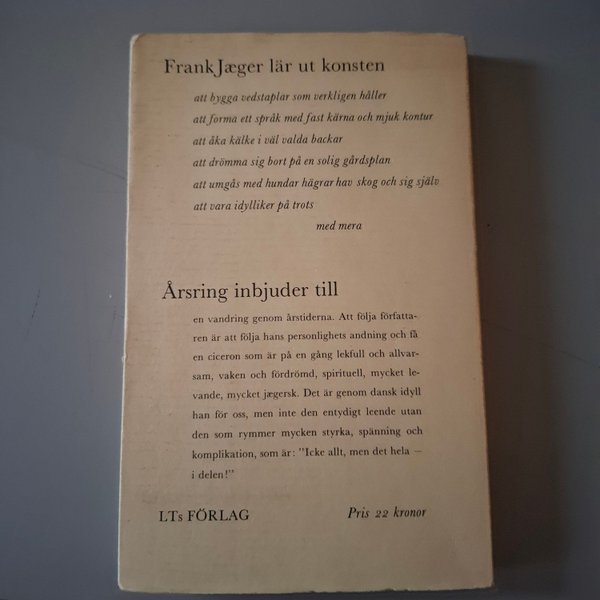 Frank Jæger lär ut konsten
att bygga vedstaplar som verkligen håller
att forma ett språk med fast kärna och mjuk kontur
att åka kälke i väl valda backar
att drömma sig bort på en solig gårdsplan
att umgås med hundar hägrar hav skog och sig själv
att vara idylliker på trots
med mera
Årsring inbjuder till
en vandring genom årstiderna. Att följa författa-
ren är att följa hans personlighets andning och få
en ciceron som är på en gång lekfull och allvar-
sam, vaken och fördrömd, spirituell, mycket le-
vande, mycket jægersk. Det är genom dansk idyll
han för oss, men inte den entydigt leende utan
den som rymmer mycken styrka, spänning och
komplikation, som är: "Icke allt, men det hela —
i delen!"
LTs FÖRLAG
Pris 22 kronor